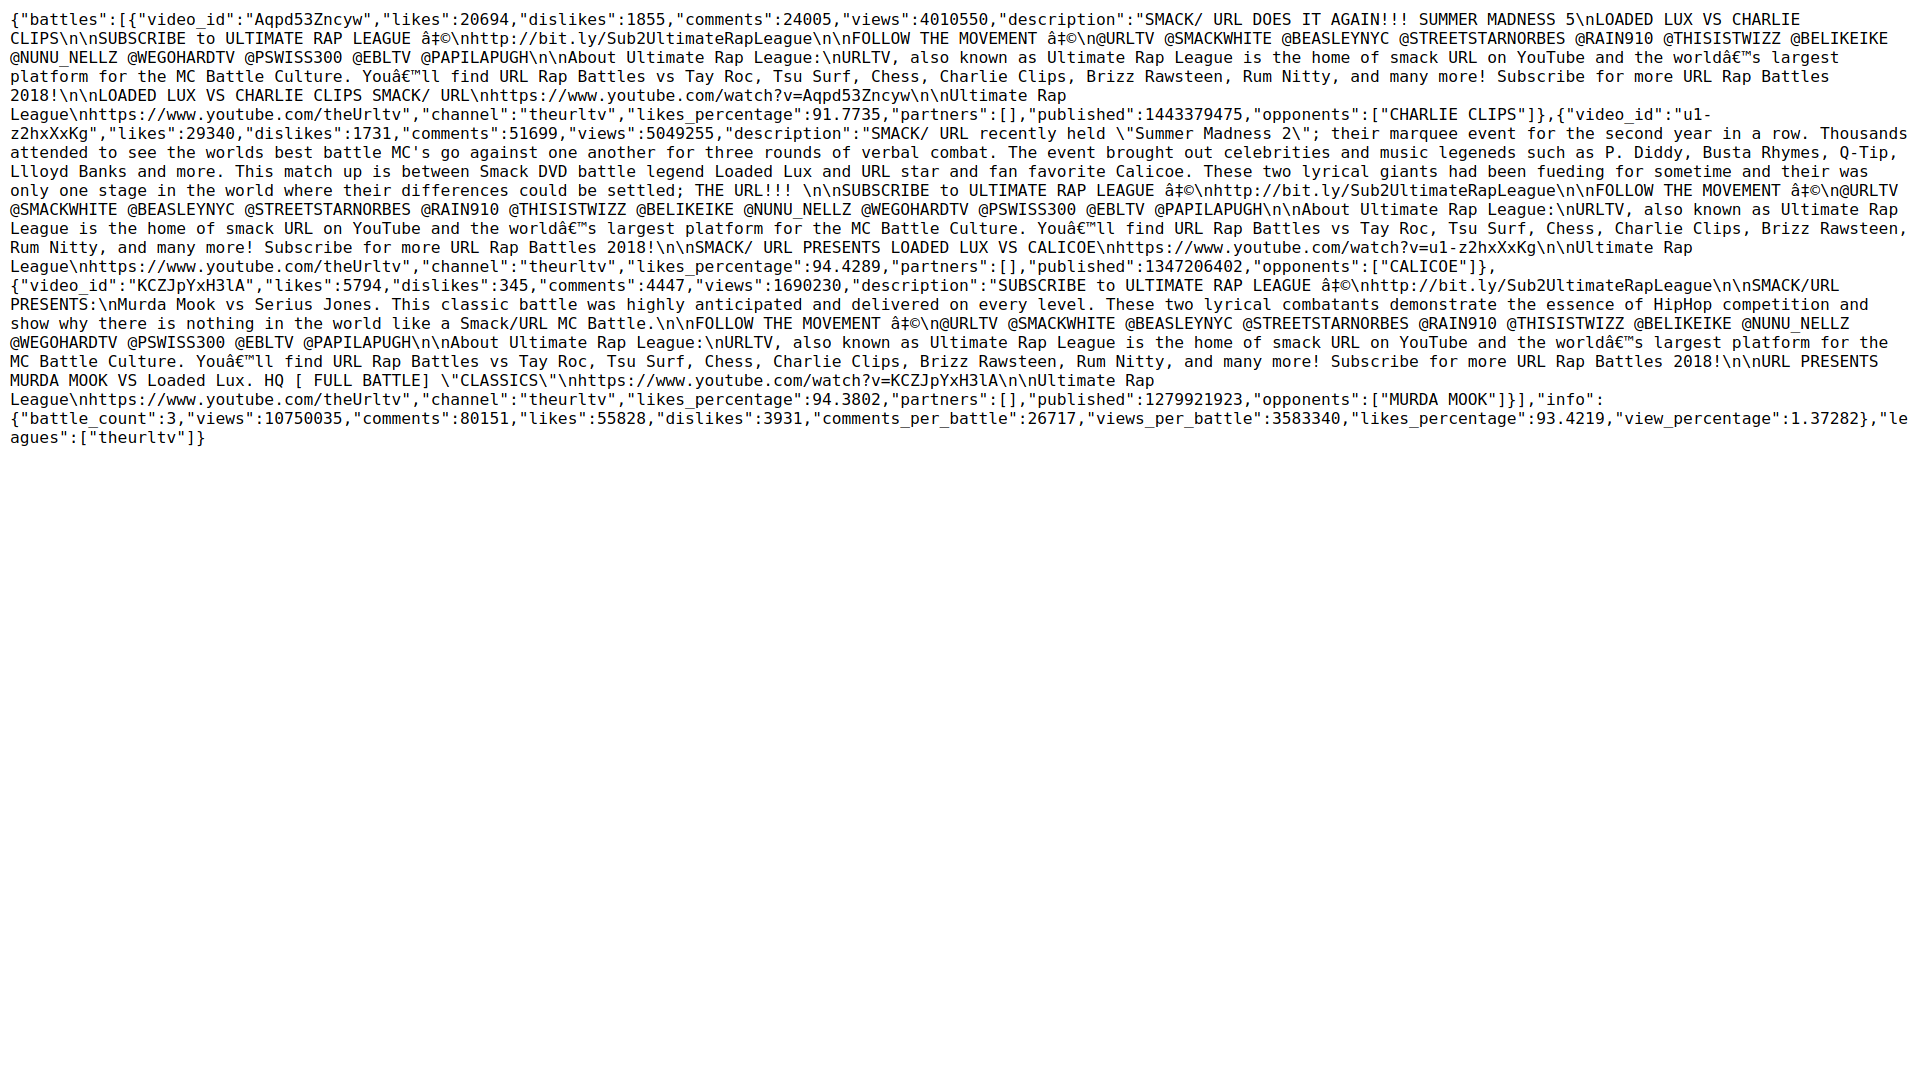 {"battles":[{"video_id":"Aqpd53Zncyw","likes":20694,"dislikes":1855,"comments":24005,"views":4010550,"description":"SMACK/ URL DOES IT AGAIN!!! SUMMER MADNESS 5\nLOADED LUX VS CHARLIE
CLIPS\n\nSUBSCRIBE to ULTIMATE RAP LEAGUE â‡©\nhttp://bit.ly/Sub2UltimateRapLeague\n\nFOLLOW THE MOVEMENT â‡©\n@URLTV @SMACKWHITE @BEASLEYNYC @STREETSTARNORBES @RAIN910 @THISISTWIZZ @BELIKEIKE
@NUNU_NELLZ @WEGOHARDTV @PSWISS300 @EBLTV @PAPILAPUGH\n\nAbout Ultimate Rap League:\nURLTV, also known as Ultimate Rap League is the home of smack URL on YouTube and the worldâ€™s largest
platform for the MC Battle Culture. Youâ€™ll find URL Rap Battles vs Tay Roc, Tsu Surf, Chess, Charlie Clips, Brizz Rawsteen, Rum Nitty, and many more! Subscribe for more URL Rap Battles
2018!\n\nLOADED LUX VS CHARLIE CLIPS SMACK/ URL\nhttps://www.youtube.com/watch?v=Aqpd53Zncyw\n\nUltimate Rap
League\nhttps://www.youtube.com/theUrltv","channel":"theurltv","likes_percentage":91.7735,"partners":[],"published":1443379475,"opponents":["CHARLIE CLIPS"]},{"video_id":"u1-
z2hxXxKg","likes":29340,"dislikes":1731,"comments":51699,"views":5049255,"description":"SMACK/ URL recently held \"Summer Madness 2\"; their marquee event for the second year in a row. Thousands
attended to see the worlds best battle MC's go against one another for three rounds of verbal combat. The event brought out celebrities and music legeneds such as P. Diddy, Busta Rhymes, Q-Tip,
Llloyd Banks and more. This match up is between Smack DVD battle legend Loaded Lux and URL star and fan favorite Calicoe. These two lyrical giants had been fueding for sometime and their was
only one stage in the world where their differences could be settled; THE URL!!! \n\nSUBSCRIBE to ULTIMATE RAP LEAGUE â‡©\nhttp://bit.ly/Sub2UltimateRapLeague\n\nFOLLOW THE MOVEMENT â‡©\n@URLTV
@SMACKWHITE @BEASLEYNYC @STREETSTARNORBES @RAIN910 @THISISTWIZZ @BELIKEIKE @NUNU_NELLZ @WEGOHARDTV @PSWISS300 @EBLTV @PAPILAPUGH\n\nAbout Ultimate Rap League:\nURLTV, also known as Ultimate Rap
League is the home of smack URL on YouTube and the worldâ€™s largest platform for the MC Battle Culture. Youâ€™ll find URL Rap Battles vs Tay Roc, Tsu Surf, Chess, Charlie Clips, Brizz Rawsteen,
Rum Nitty, and many more! Subscribe for more URL Rap Battles 2018!\n\nSMACK/ URL PRESENTS LOADED LUX VS CALICOE\nhttps://www.youtube.com/watch?v=u1-z2hxXxKg\n\nUltimate Rap
League\nhttps://www.youtube.com/theUrltv","channel":"theurltv","likes_percentage":94.4289,"partners":[],"published":1347206402,"opponents":["CALICOE"]},
{"video_id":"KCZJpYxH3lA","likes":5794,"dislikes":345,"comments":4447,"views":1690230,"description":"SUBSCRIBE to ULTIMATE RAP LEAGUE â‡©\nhttp://bit.ly/Sub2UltimateRapLeague\n\nSMACK/URL
PRESENTS:\nMurda Mook vs Serius Jones. This classic battle was highly anticipated and delivered on every level. These two lyrical combatants demonstrate the essence of HipHop competition and
show why there is nothing in the world like a Smack/URL MC Battle.\n\nFOLLOW THE MOVEMENT â‡©\n@URLTV @SMACKWHITE @BEASLEYNYC @STREETSTARNORBES @RAIN910 @THISISTWIZZ @BELIKEIKE @NUNU_NELLZ
@WEGOHARDTV @PSWISS300 @EBLTV @PAPILAPUGH\n\nAbout Ultimate Rap League:\nURLTV, also known as Ultimate Rap League is the home of smack URL on YouTube and the worldâ€™s largest platform for the
MC Battle Culture. Youâ€™ll find URL Rap Battles vs Tay Roc, Tsu Surf, Chess, Charlie Clips, Brizz Rawsteen, Rum Nitty, and many more! Subscribe for more URL Rap Battles 2018!\n\nURL PRESENTS
MURDA MOOK VS Loaded Lux. HQ [ FULL BATTLE] \"CLASSICS\"\nhttps://www.youtube.com/watch?v=KCZJpYxH3lA\n\nUltimate Rap
League\nhttps://www.youtube.com/theUrltv","channel":"theurltv","likes_percentage":94.3802,"partners":[],"published":1279921923,"opponents":["MURDA MOOK"]}],"info":
{"battle_count":3,"views":10750035,"comments":80151,"likes":55828,"dislikes":3931,"comments_per_battle":26717,"views_per_battle":3583340,"likes_percentage":93.4219,"view_percentage":1.37282},"le
agues":["theurltv"]}